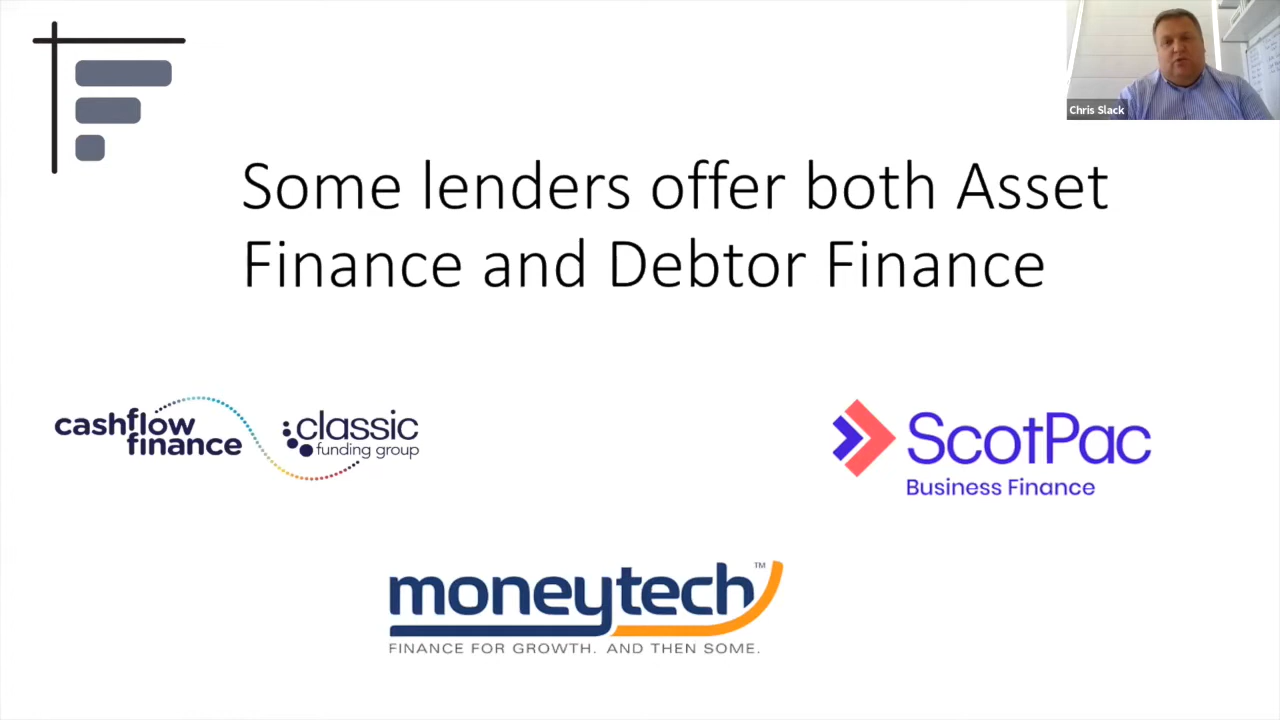 Chris Slack
Some lenders offer both Asset
Finance and Debtor Finance
cashflow
finance
classic
funding group
ScotPac
Business Finance
moneytech™
FINANCE FOR GROWTH. AND THEN SOME.